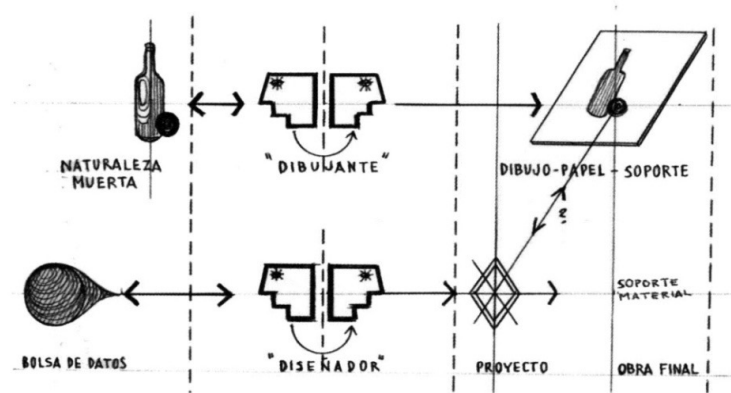 NATURALEZA
MUERTA
"DIBUJANTE"
DIBUJO-PAPEL-SOPORTE
?
SOPORTE
MATERIAL
BOLSA DE DATOS
"DISEÑADOR"
PROYECTO
OBRA FINAL